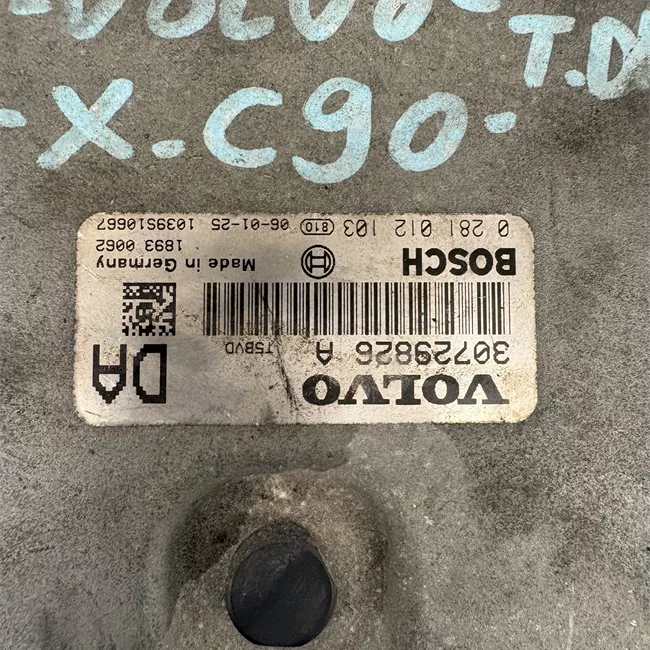 -VOLVO-
T.D
-X-C90-
VOLVO
30729826 A
T5BVD
DA
BOSCH
Made in Germany
0 281 012 103 810 06-01-25 1039S10667
1893 0062